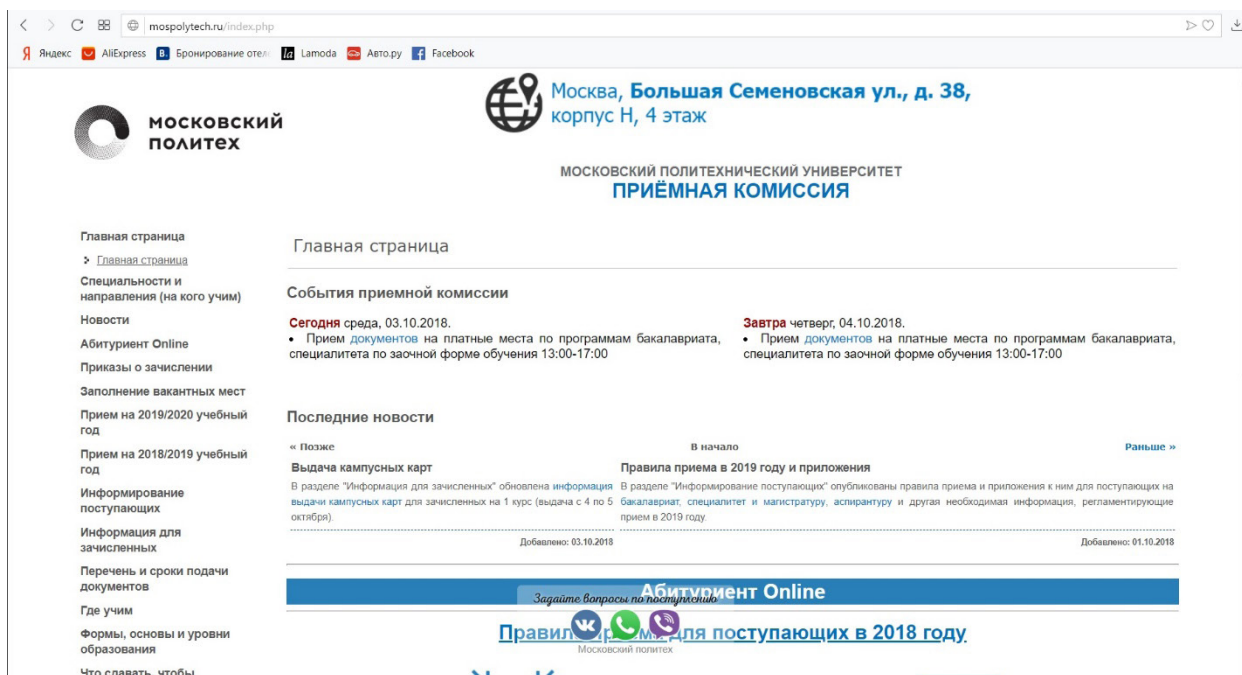 mospolytech.ru/index.php
Яндекс AliExpress B. Бронирование отел la Lamoda Авто.ру Facebook
Москва, Большая Семеновская ул., д. 38,
корпус Н, 4 этаж
московский
политех
МОСКОВСКИЙ ПОЛИТЕХНИЧЕСКИЙ УНИВЕРСИТЕТ
ПРИЁМНАЯ КОМИССИЯ
Главная страница
Главная страница
Специальности и
направления (на кого учим)
Новости
Абитуриент Online
Приказы о зачислении
Заполнение вакантных мест
Прием на 2019/2020 учебный
год
Прием на 2018/2019 учебный
год
Информирование
поступающих
Информация для
зачисленных
Перечень и сроки подачи
документов
Где учим
Формы, основы и уровни
образования
Что сдавать, чтобы
Главная страница
События приемной комиссии
Сегодня среда, 03.10.2018.
• Прием документов на платные места по программам бакалавриата,
специалитета по заочной форме обучения 13:00-17:00
Завтра четверг, 04.10.2018.
• Прием документов на платные места по программам бакалавриата,
специалитета по заочной форме обучения 13:00-17:00
Последние новости
« Позже В начало Раньше »
Выдача кампусных карт
В разделе "Информация для зачисленных" обновлена информация
выдачи кампусных карт для зачисленных на 1 курс (выдача с 4 по 5
октября).
Добавлено: 03.10.2018
Правила приема в 2019 году и приложения
В разделе "Информирование поступающих" опубликованы правила приема и приложения к ним для поступающих на
бакалавриат, специалитет и магистратуру, аспирантуру и другая необходимая информация, регламентирующие
прием в 2019 году.
Добавлено: 01.10.2018
Абитуриент Online
Задайте вопросы по поступлению
Правила приема для поступающих в 2018 году
Московский политех